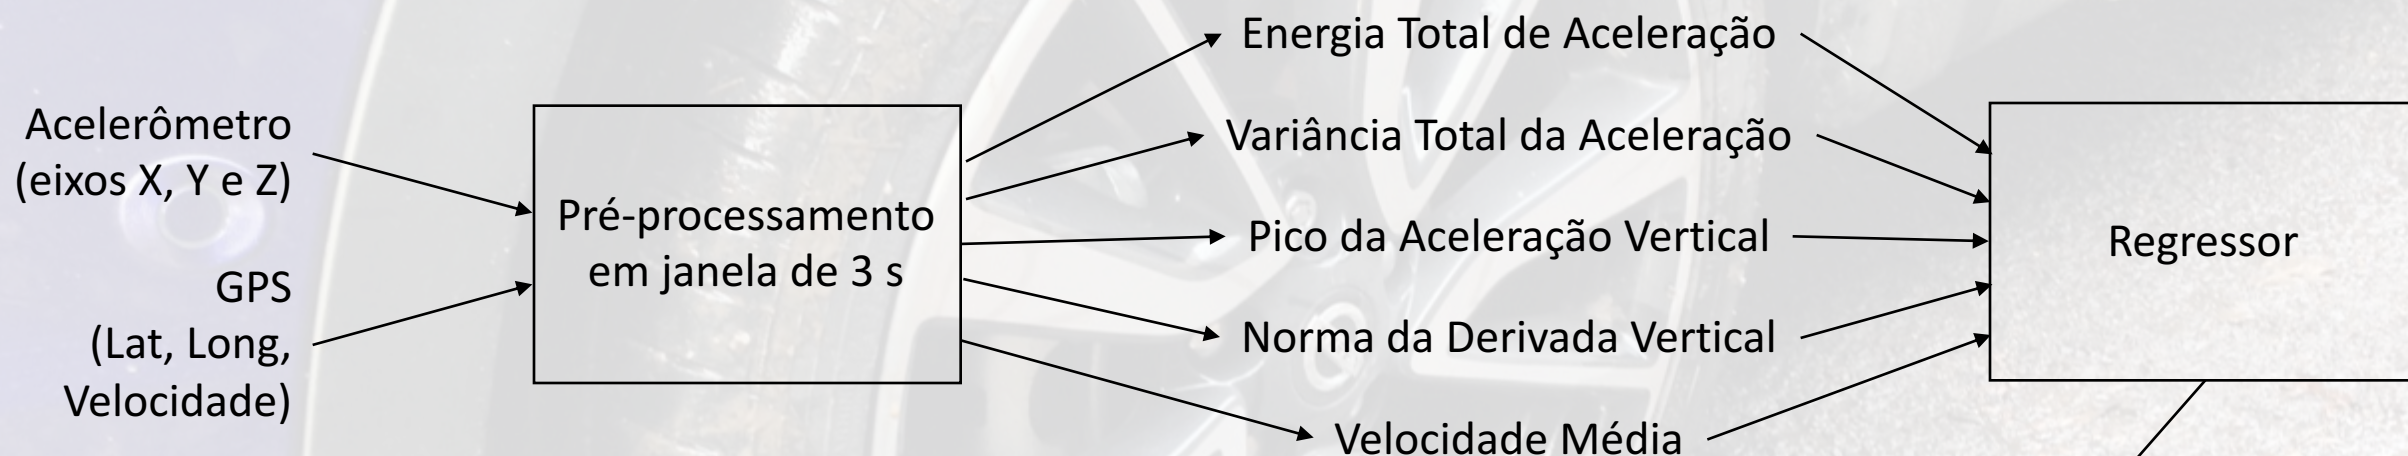 Acelerômetro
(eixos X, Y e Z)
GPS
(Lat, Long,
Velocidade)
Pré-processamento
em janela de 3 s
Energia Total de Aceleração
Variância Total da Aceleração
Pico da Aceleração Vertical
Norma da Derivada Vertical
Velocidade Média
Regressor